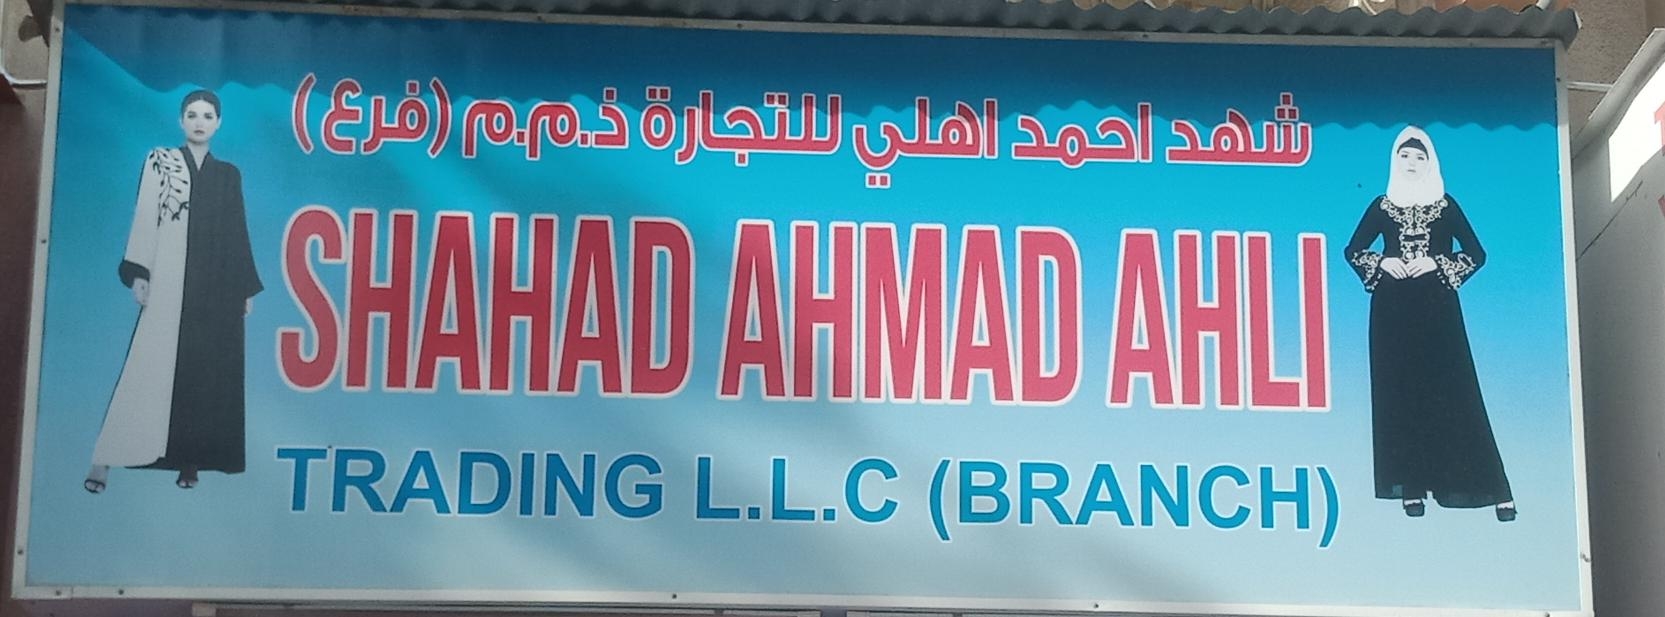 شهد احمد اهلي للتجارة ذ.م.م (فرع)
SHAHAD AHMAD AHLI
TRADING L.L.C (BRANCH)